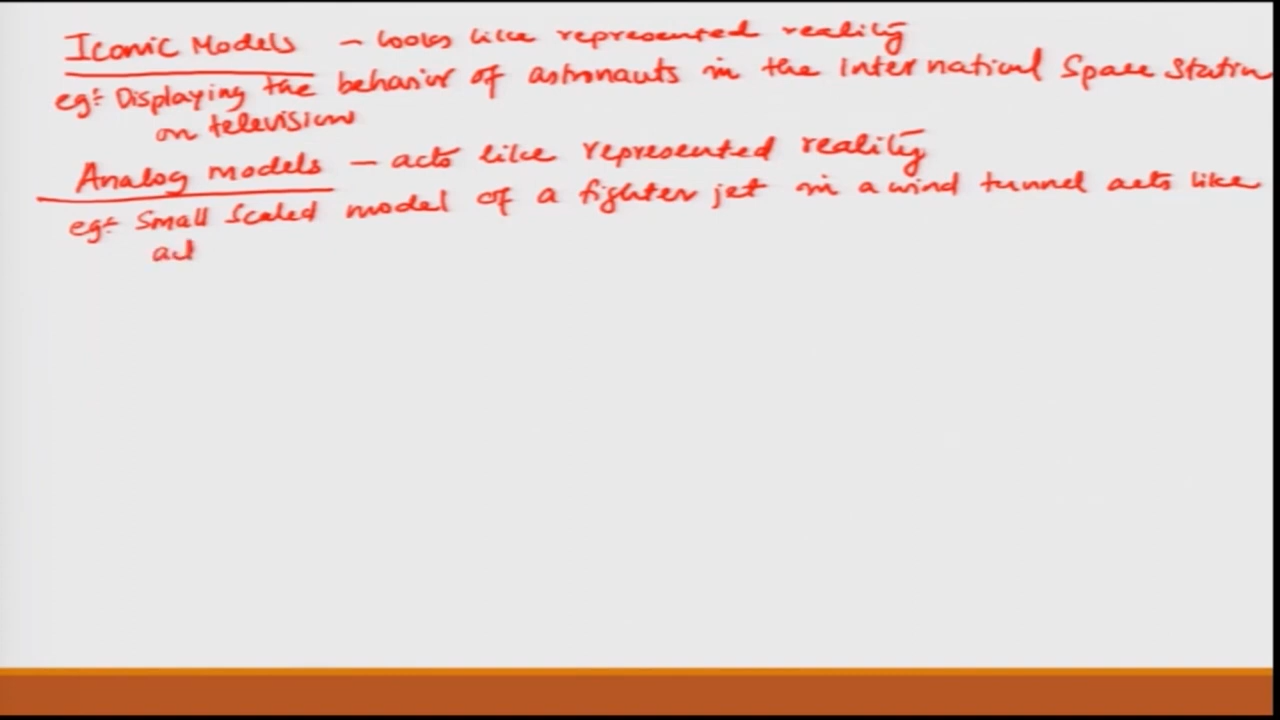 Iconic Models – looks like represented reality
eg:- Displaying the behavior of astronauts in the International Space Station
on television
Analog models – acts like represented reality
eg:- Small scaled model of a fighter jet in a wind tunnel acts like
act